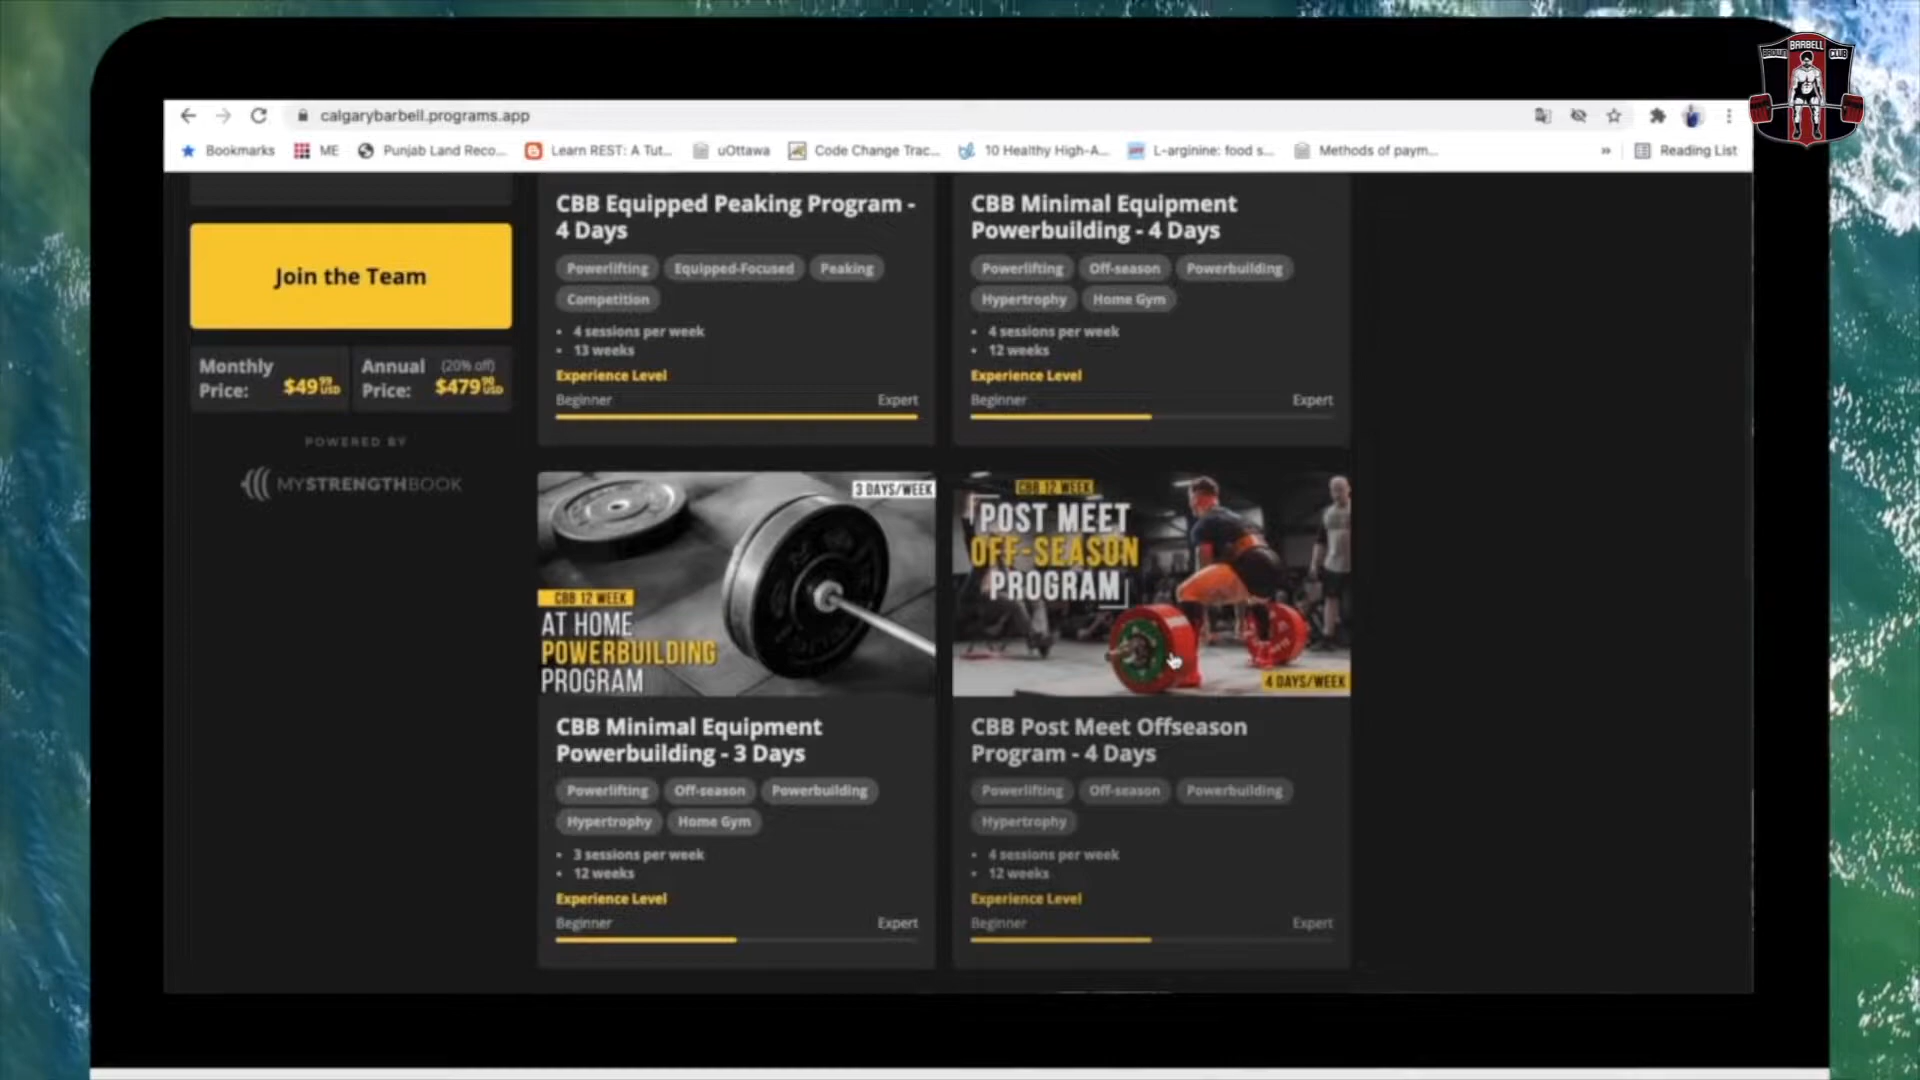 BROWN BARBELL CLUB
calgarybarbell.programs.app
Bookmarks ME Punjab Land Reco... Learn REST: A Tut... uOttawa Code Change Trac... 10 Healthy High-A... L-arginine: food s... Methods of paym... » Reading List
Join the Team
Monthly Price: $49.99 USD
Annual Price: (20% off) $479.90 USD
POWERED BY
MYSTRENGTHBOOK
CBB Equipped Peaking Program -
4 Days
Powerlifting Equipped-Focused Peaking
Competition
• 4 sessions per week
• 13 weeks
Experience Level
Beginner Expert
CBB Minimal Equipment
Powerbuilding - 4 Days
Powerlifting Off-season Powerbuilding
Hypertrophy Home Gym
• 4 sessions per week
• 12 weeks
Experience Level
Beginner Expert
3 DAYS/WEEK
CBB 12 WEEK
AT HOME
POWERBUILDING
PROGRAM
CBB Minimal Equipment
Powerbuilding - 3 Days
Powerlifting Off-season Powerbuilding
Hypertrophy Home Gym
• 3 sessions per week
• 12 weeks
Experience Level
Beginner Expert
CBB 12 WEEK
POST MEET
OFF-SEASON
PROGRAM
4 DAYS/WEEK
CBB Post Meet Offseason
Program - 4 Days
Powerlifting Off-season Powerbuilding
Hypertrophy
• 4 sessions per week
• 12 weeks
Experience Level
Beginner Expert